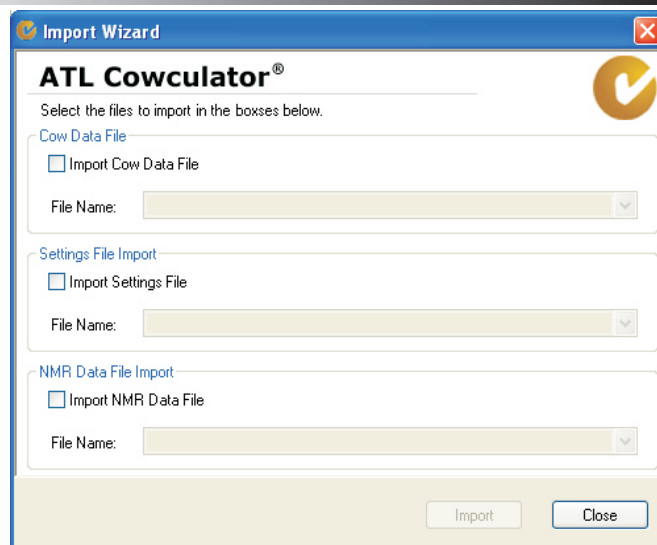 Import Wizard
ATL Cowculator®
Select the files to import in the boxses below.
Cow Data File
Import Cow Data File
File Name:
Settings File Import
Import Settings File
File Name:
NMR Data File Import
Import NMR Data File
File Name:
Import
Close